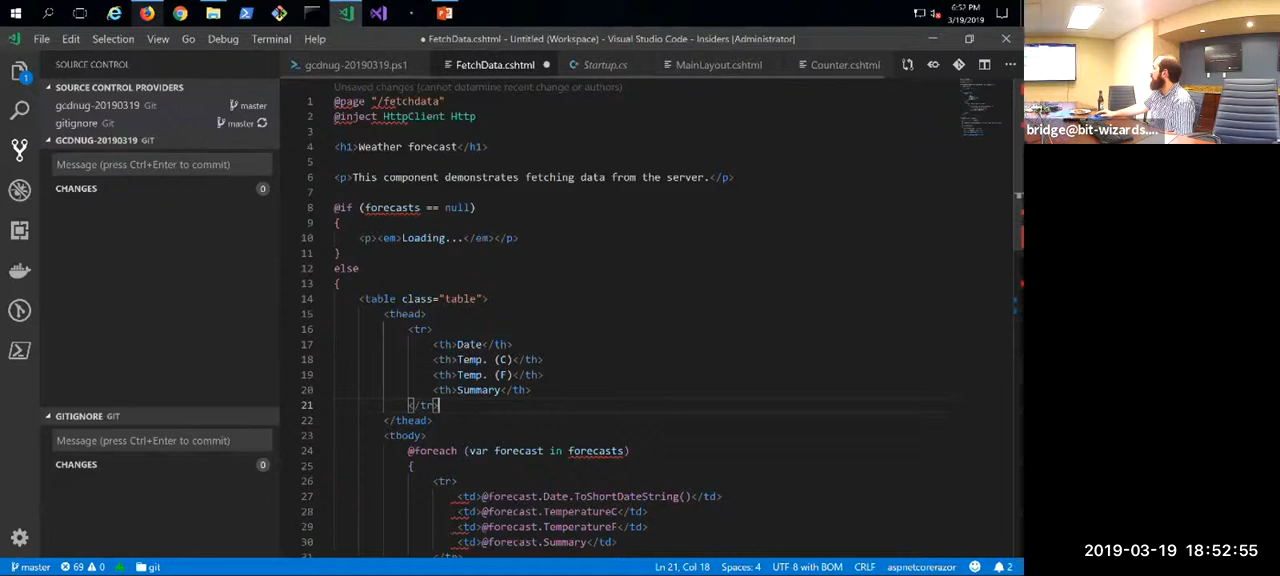 6:52 PM
3/19/2019
File Edit Selection View Go Debug Terminal Help
● FetchData.cshtml - Untitled (Workspace) - Visual Studio Code - Insiders [Administrator]
SOURCE CONTROL
gcdnug-20190319.ps1
FetchData.cshtml
Startup.cs
MainLayout.cshtml
Counter.cshtml
SOURCE CONTROL PROVIDERS
gcdnug-20190319 Git master
gitignore Git master
GCDNUG-20190319 GIT
Message (press Ctrl+Enter to commit)
CHANGES 0
GITIGNORE GIT
Message (press Ctrl+Enter to commit)
CHANGES 0
Unsaved changes (cannot determine recent change or authors)
1 @page "/fetchdata"
2 @inject HttpClient Http
3
4 <h1>Weather forecast</h1>
5
6 <p>This component demonstrates fetching data from the server.</p>
7
8 @if (forecasts == null)
9 {
10 <p><em>Loading...</em></p>
11 }
12 else
13 {
14 <table class="table">
15 <thead>
16 <tr>
17 <th>Date</th>
18 <th>Temp. (C)</th>
19 <th>Temp. (F)</th>
20 <th>Summary</th>
21 </tr>
22 </thead>
23 <tbody>
24 @foreach (var forecast in forecasts)
25 {
26 <tr>
27 <td>@forecast.Date.ToShortDateString()</td>
28 <td>@forecast.TemperatureC</td>
29 <td>@forecast.TemperatureF</td>
30 <td>@forecast.Summary</td>
31 </tr>
master 69 0 git
Ln 21, Col 18 Spaces: 4 UTF-8 with BOM CRLF aspnetcorerazor 2
bridge@bit-wizards....
2019-03-19 18:52:55